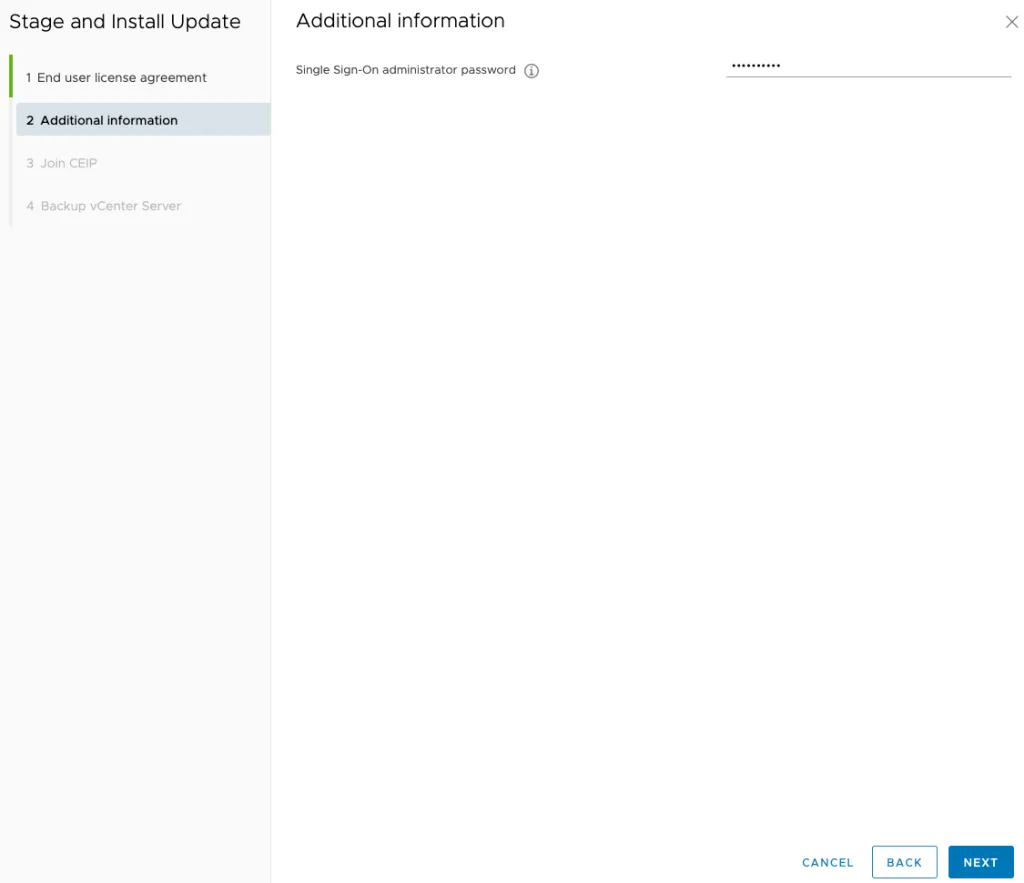 Stage and Install Update
1 End user license agreement
2 Additional information
3 Join CEIP
4 Backup vCenter Server
Additional information
Single Sign-On administrator password
••••••••••
CANCEL BACK NEXT